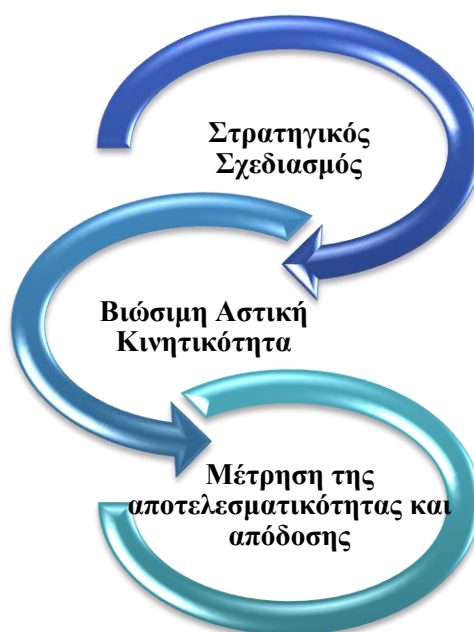 Στρατηγικός
Σχεδιασμός
Βιώσιμη Αστική
Κινητικότητα
Μέτρηση της
αποτελεσματικότητας και
απόδοσης